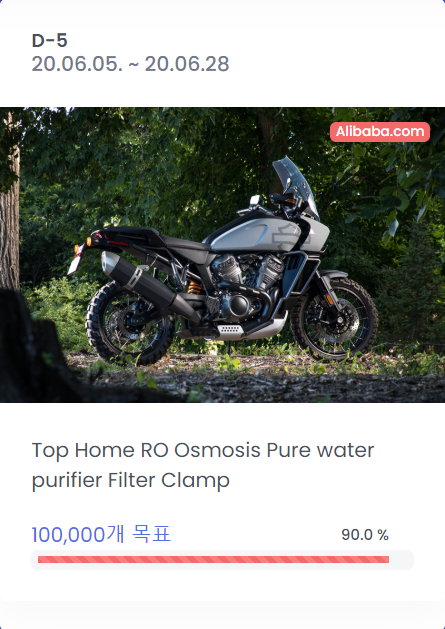 D-5
20.06.05. ~ 20.06.28
Alibaba.com
Top Home RO Osmosis Pure water
purifier Filter Clamp
100,000개 목표
90.0 %